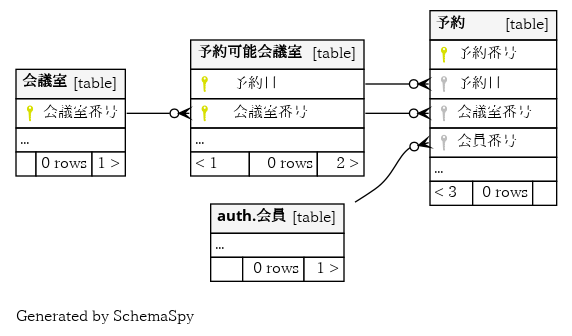 会議室 [table]
会議室番号
...
0 rows 1 >
予約可能会議室 [table]
予約日
会議室番号
...
< 1 0 rows 2 >
予約 [table]
予約番号
予約日
会議室番号
会員番号
...
< 3 0 rows
auth.会員 [table]
...
0 rows 1 >
Generated by SchemaSpy